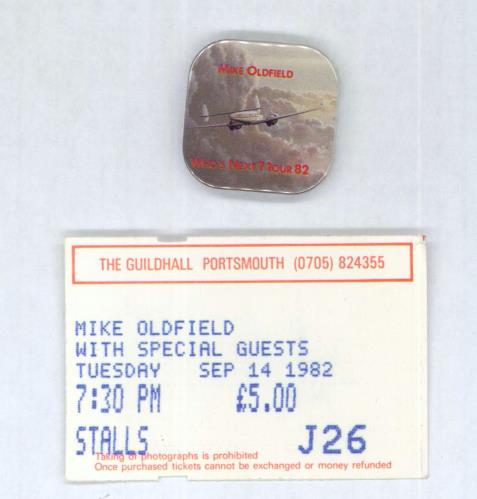 MIKE OLDFIELD
WHO'S NEXT? TOUR 82
THE GUILDHALL PORTSMOUTH (0705) 824355
MIKE OLDFIELD
WITH SPECIAL GUESTS
TUESDAY SEP 14 1982
7:30 PM £5.00
STALLS J26
Taking of photographs is prohibited
Once purchased tickets cannot be exchanged or money refunded